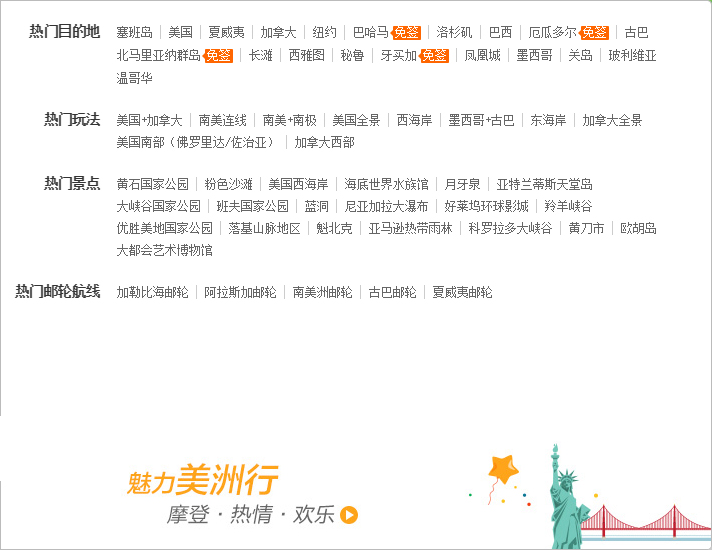 热门目的地 塞班岛 | 美国 | 夏威夷 | 加拿大 | 纽约 | 巴哈马 免签 | 洛杉矶 | 巴西 | 厄瓜多尔 免签 | 古巴
北马里亚纳群岛 免签 | 长滩 | 西雅图 | 秘鲁 | 牙买加 免签 | 凤凰城 | 墨西哥 | 关岛 | 玻利维亚
温哥华
热门玩法 美国+加拿大 | 南美连线 | 南美+南极 | 美国全景 | 西海岸 | 墨西哥+古巴 | 东海岸 | 加拿大全景
美国南部（佛罗里达/佐治亚） | 加拿大西部
热门景点 黄石国家公园 | 粉色沙滩 | 美国西海岸 | 海底世界水族馆 | 月牙泉 | 亚特兰蒂斯天堂岛
大峡谷国家公园 | 班夫国家公园 | 蓝洞 | 尼亚加拉大瀑布 | 好莱坞环球影城 | 羚羊峡谷
优胜美地国家公园 | 落基山脉地区 | 魁北克 | 亚马逊热带雨林 | 科罗拉多大峡谷 | 黄刀市 | 欧胡岛
大都会艺术博物馆
热门邮轮航线 加勒比海邮轮 | 阿拉斯加邮轮 | 南美洲邮轮 | 古巴邮轮 | 夏威夷邮轮
魅力美洲行
摩登·热情·欢乐